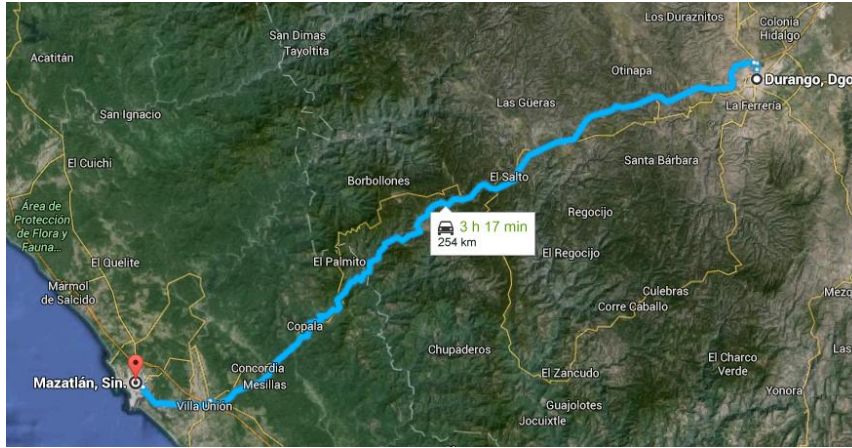 Los Duraznitos
Colonia
Hidalgo
San Dimas
Tayoltita
Acatitán
Otinapa
Durango, Dgo
Las Güeras
La Ferrería
San Ignacio
El Cuichi
Santa Bárbara
El Salto
Borbollones
Área de
Protección
de Flora y
Fauna...
Regocijo
3 h 17 min
254 km
El Regocijo
El Quelite
El Palmito
Mármol
de Salcido
Culebras
Mezq
Corre Caballo
Copala
Chupaderos
El Charco
Verde
Las
Concordia
Mesillas
El Zancudo
Mazatlán, Sin.
Yonora
Villa Unión
Guajolotes
Jocuixtle